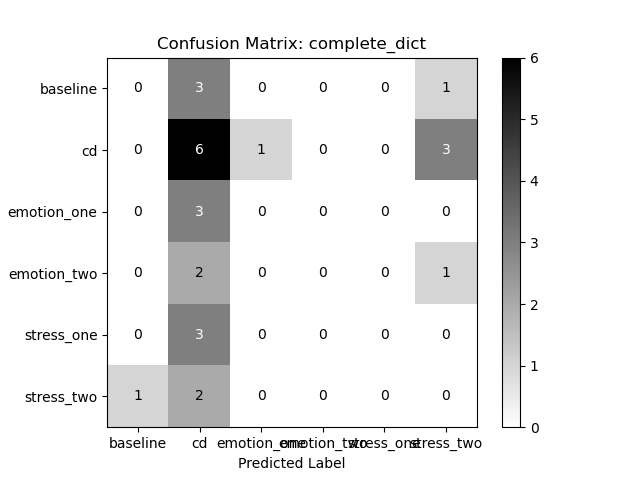 Confusion Matrix: complete_dict
baseline 0 3 0 0 0 1
cd 0 6 1 0 0 3
emotion_one 0 3 0 0 0 0
emotion_two 0 2 0 0 0 1
stress_one 0 3 0 0 0 0
stress_two 1 2 0 0 0 0
baseline cd emotion_one emotion_two stress_one stress_two
Predicted Label
6
5
4
3
2
1
0